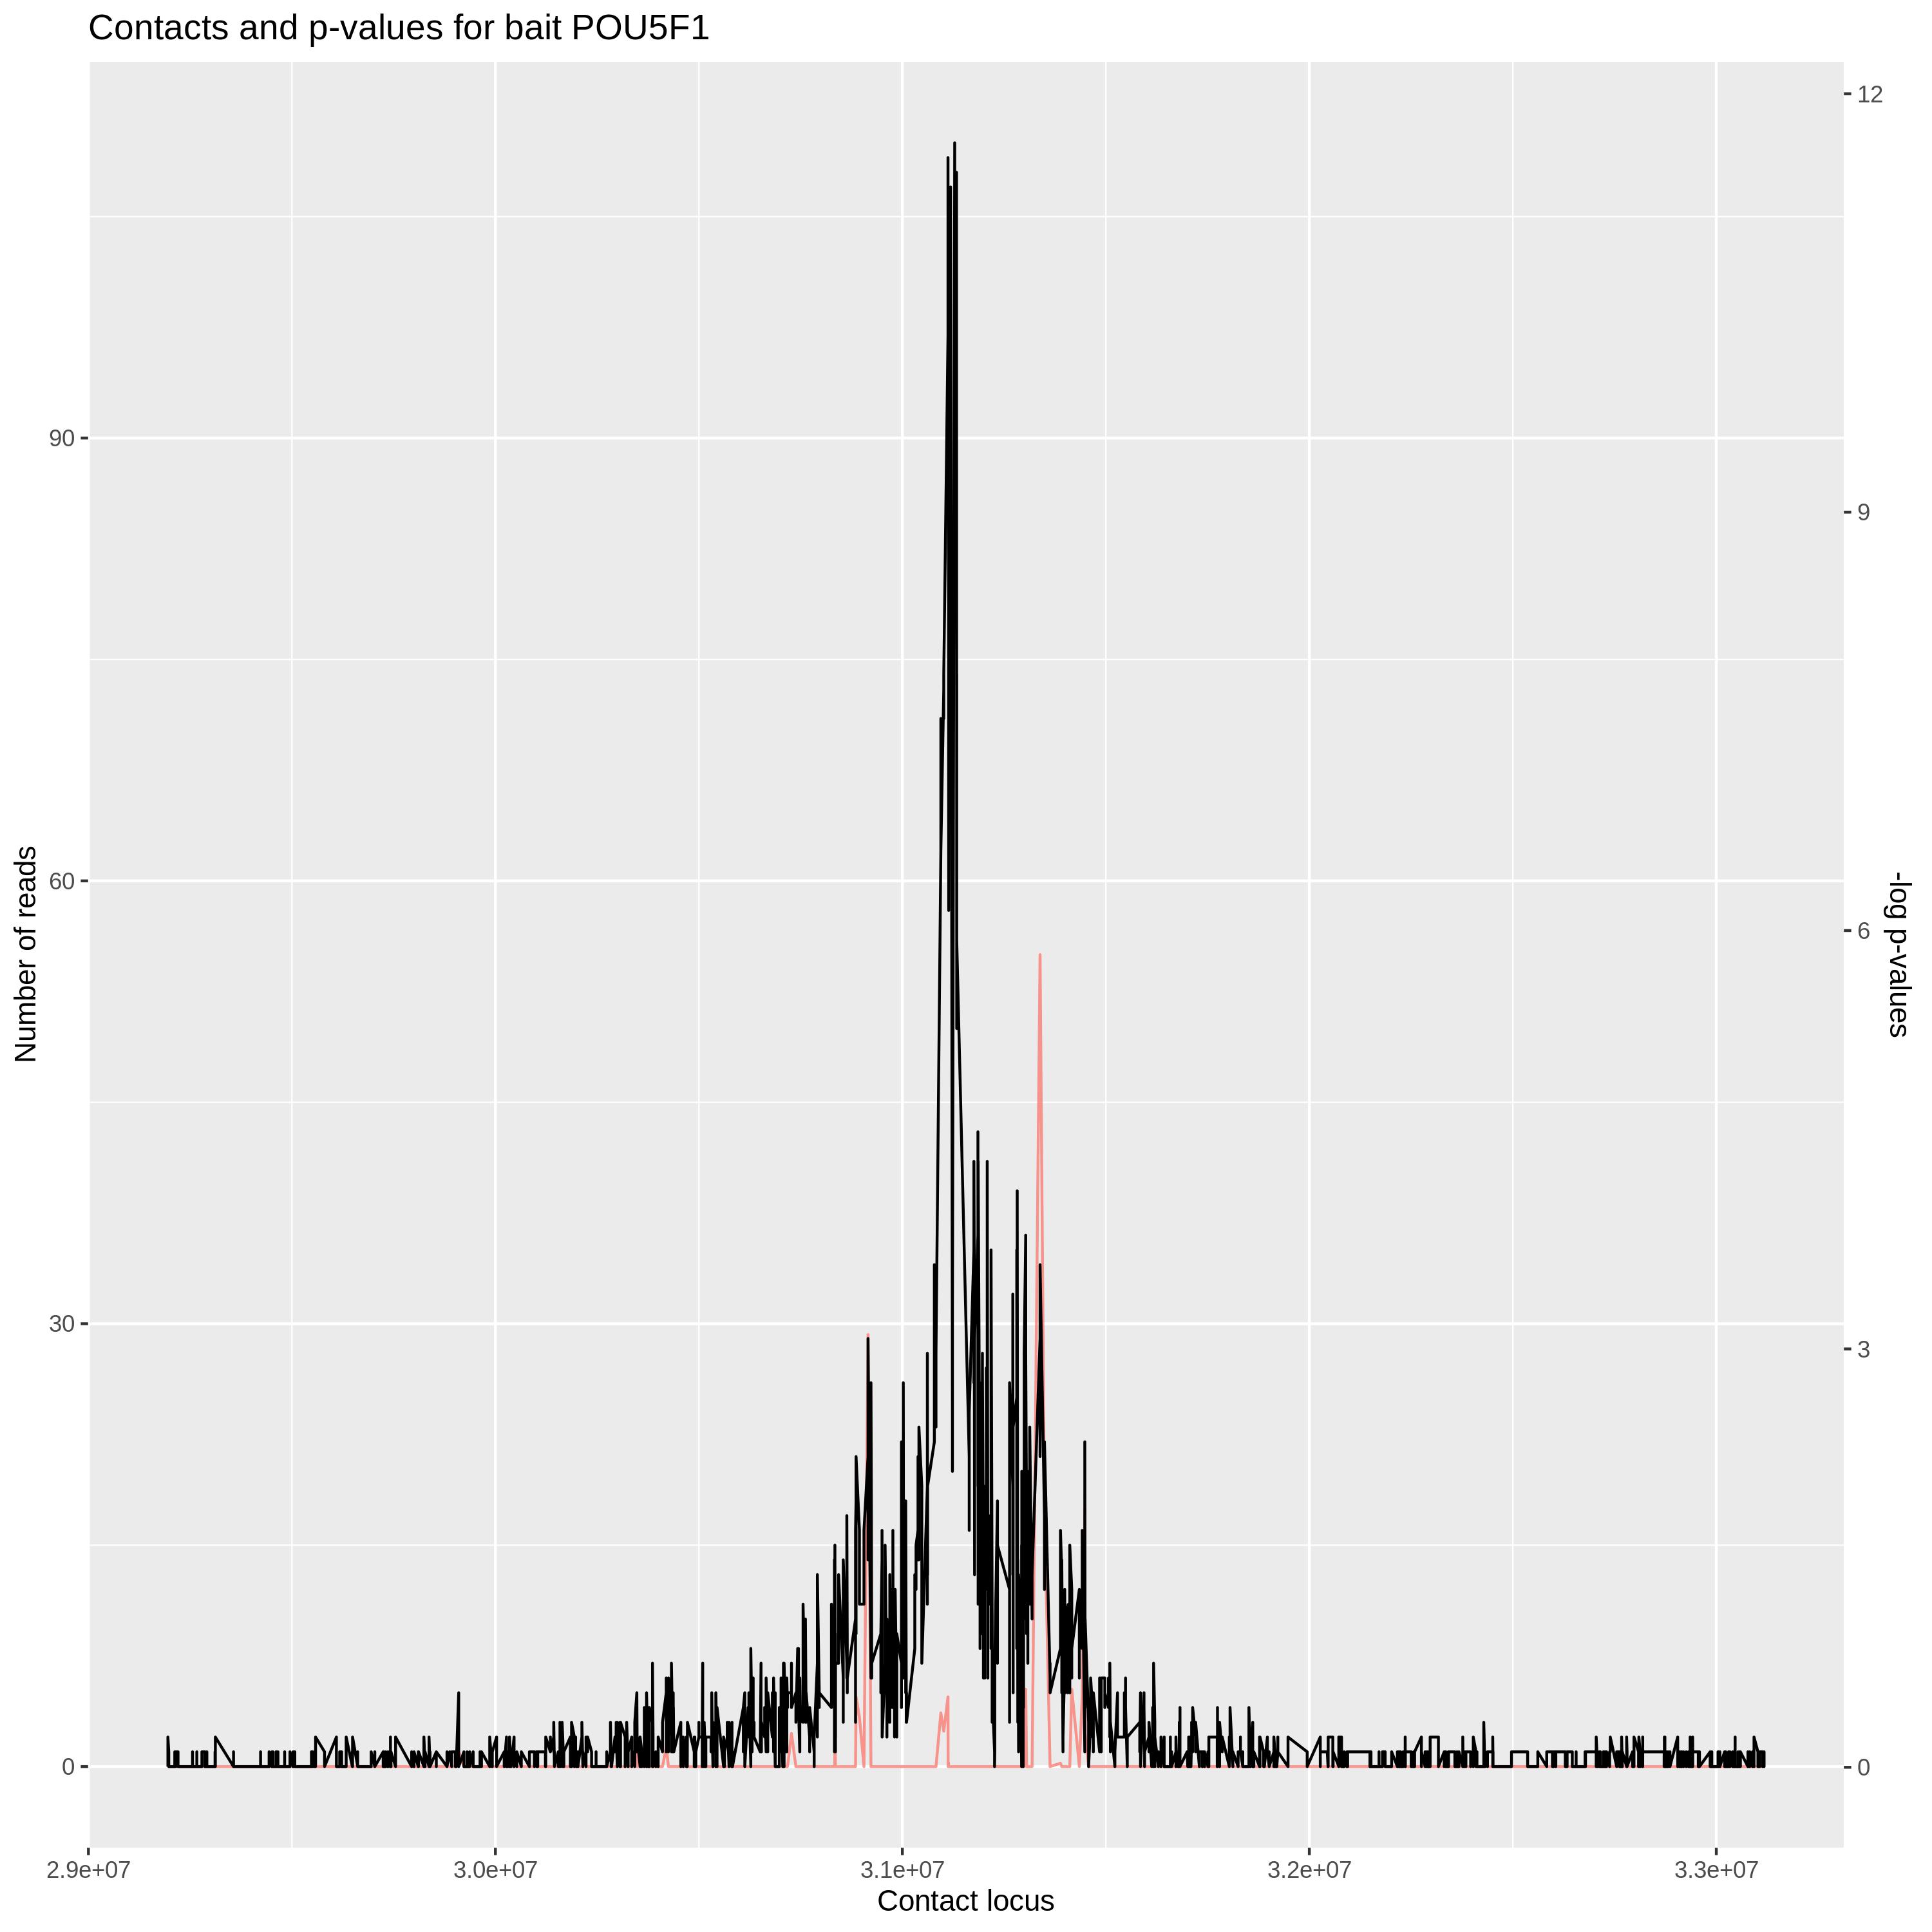 Contacts and p-values for bait POU5F1
12
90
9
Number of reads
60
6
-log p-values
30
3
0
0
2.9e+07
3.0e+07
3.1e+07
3.2e+07
3.3e+07
Contact locus